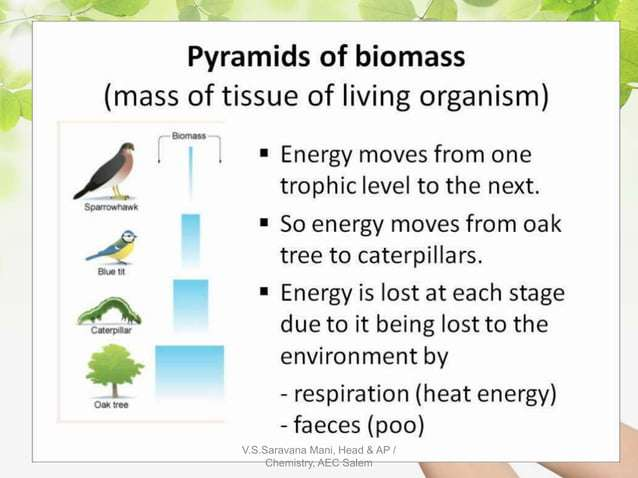 Pyramids of biomass
(mass of tissue of living organism)
Biomass
Sparrowhawk
Blue tit
Caterpillar
Oak tree
▪ Energy moves from one
trophic level to the next.
▪ So energy moves from oak
tree to caterpillars.
▪ Energy is lost at each stage
due to it being lost to the
environment by
- respiration (heat energy)
- faeces (poo)
V.S.Saravana Mani, Head & AP /
Chemistry, AEC Salem